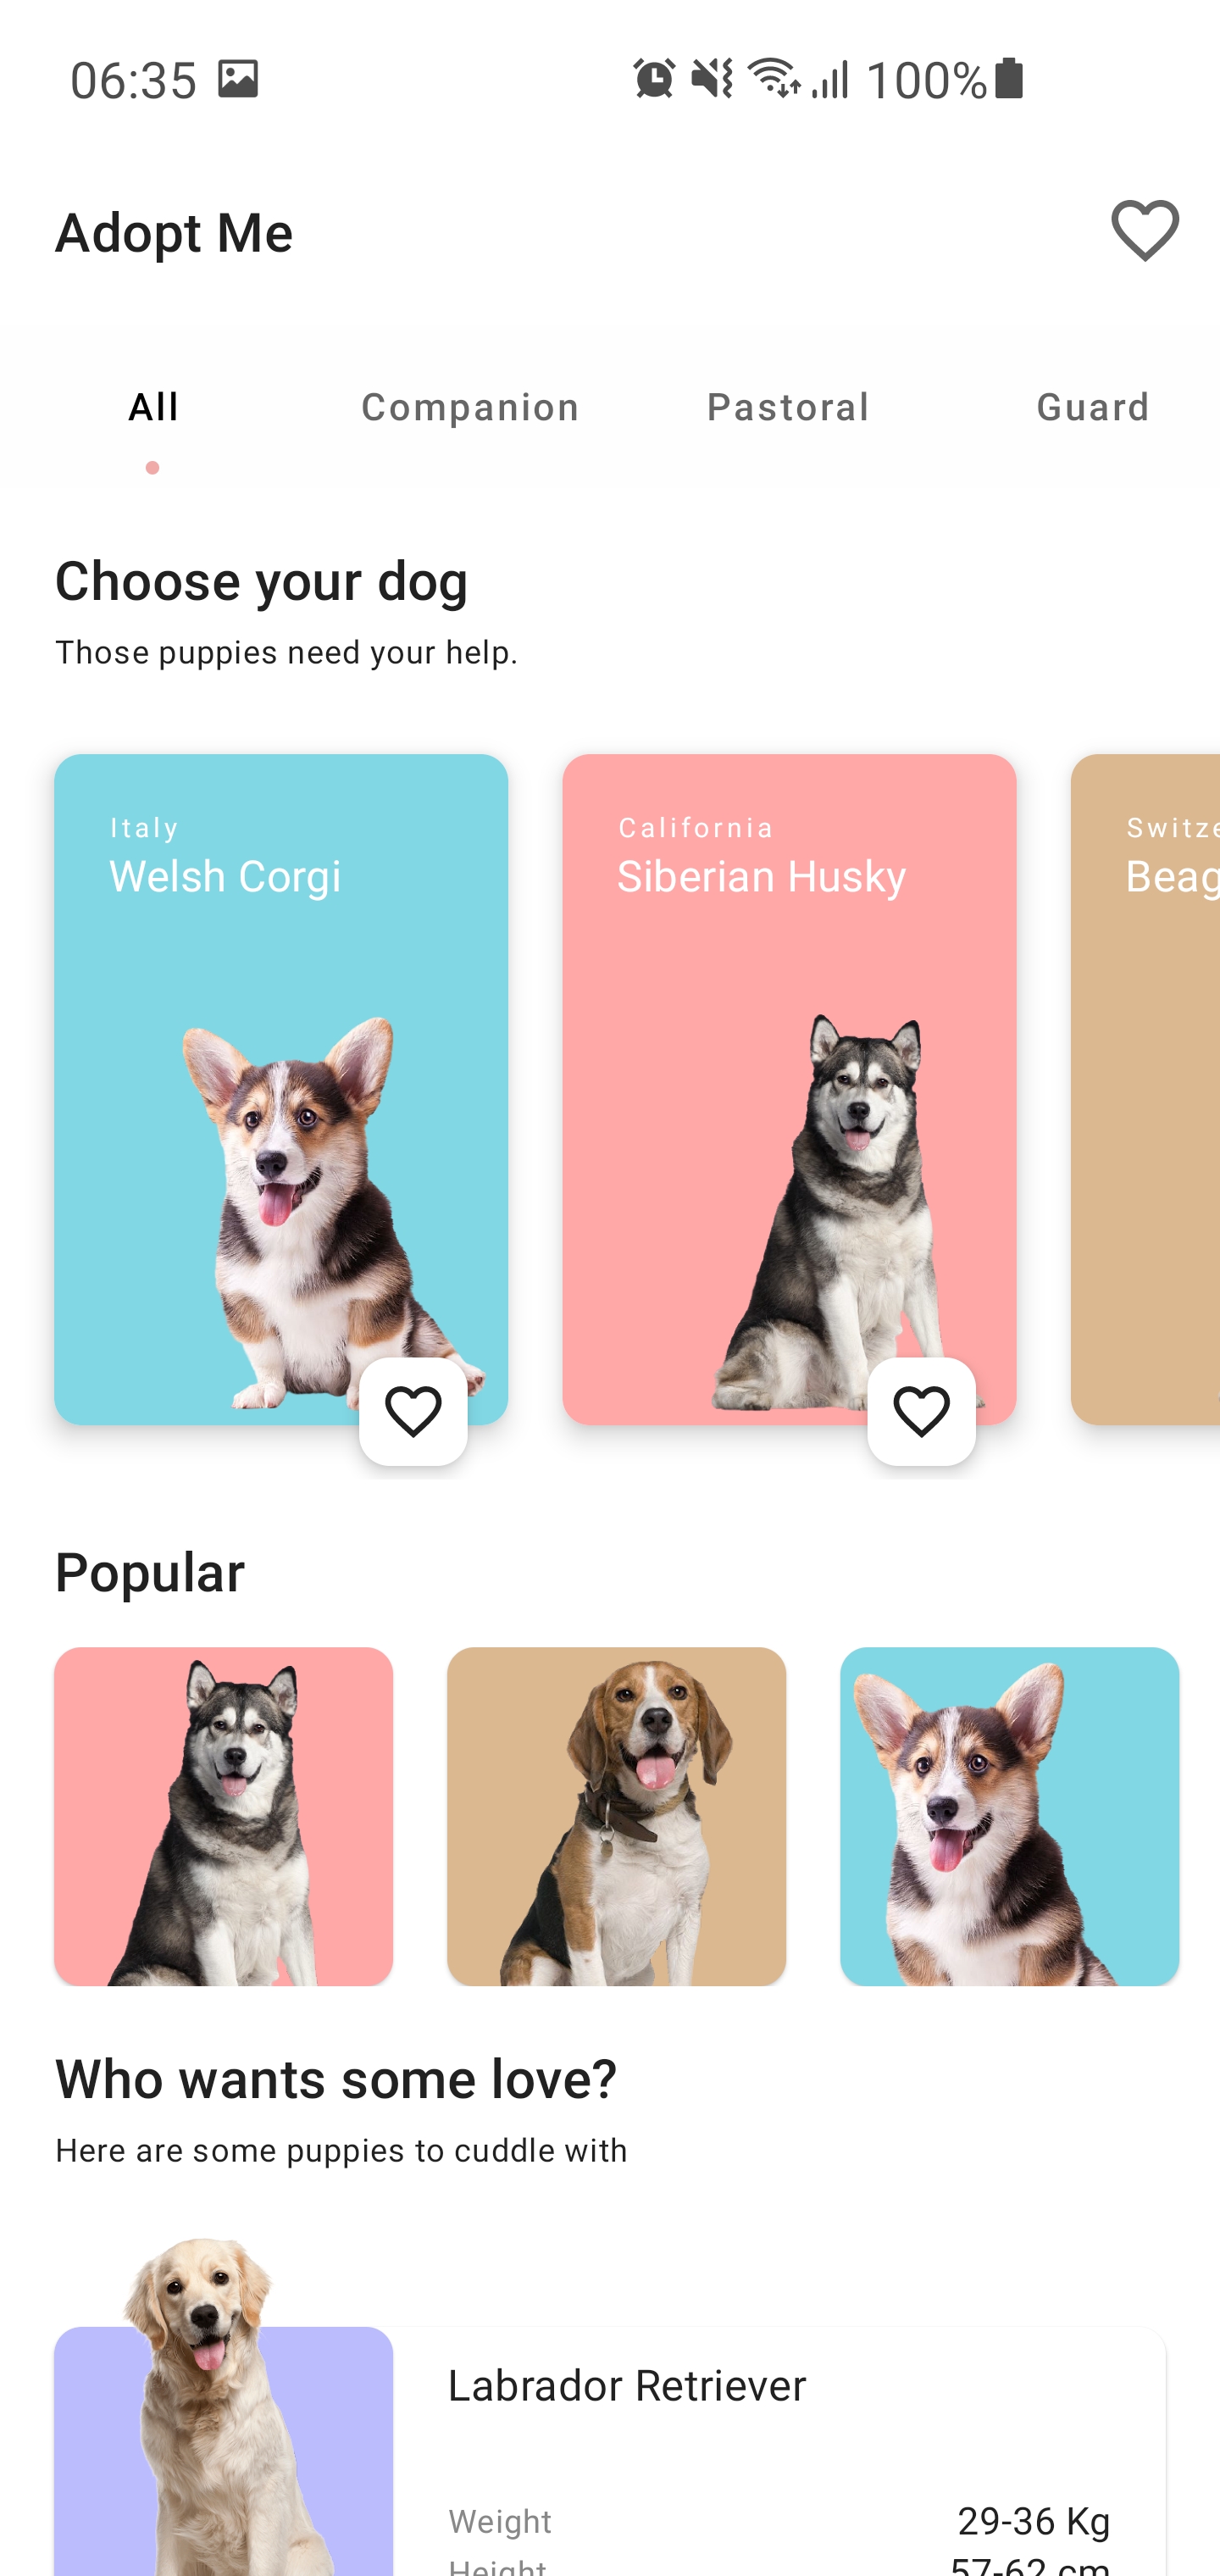 06:35 100%
Adopt Me
All Companion Pastoral Guard
Choose your dog
Those puppies need your help.
Italy
Welsh Corgi
California
Siberian Husky
Switze
Beag
Popular
Who wants some love?
Here are some puppies to cuddle with
Labrador Retriever
Weight 29-36 Kg
Height 57-62 cm